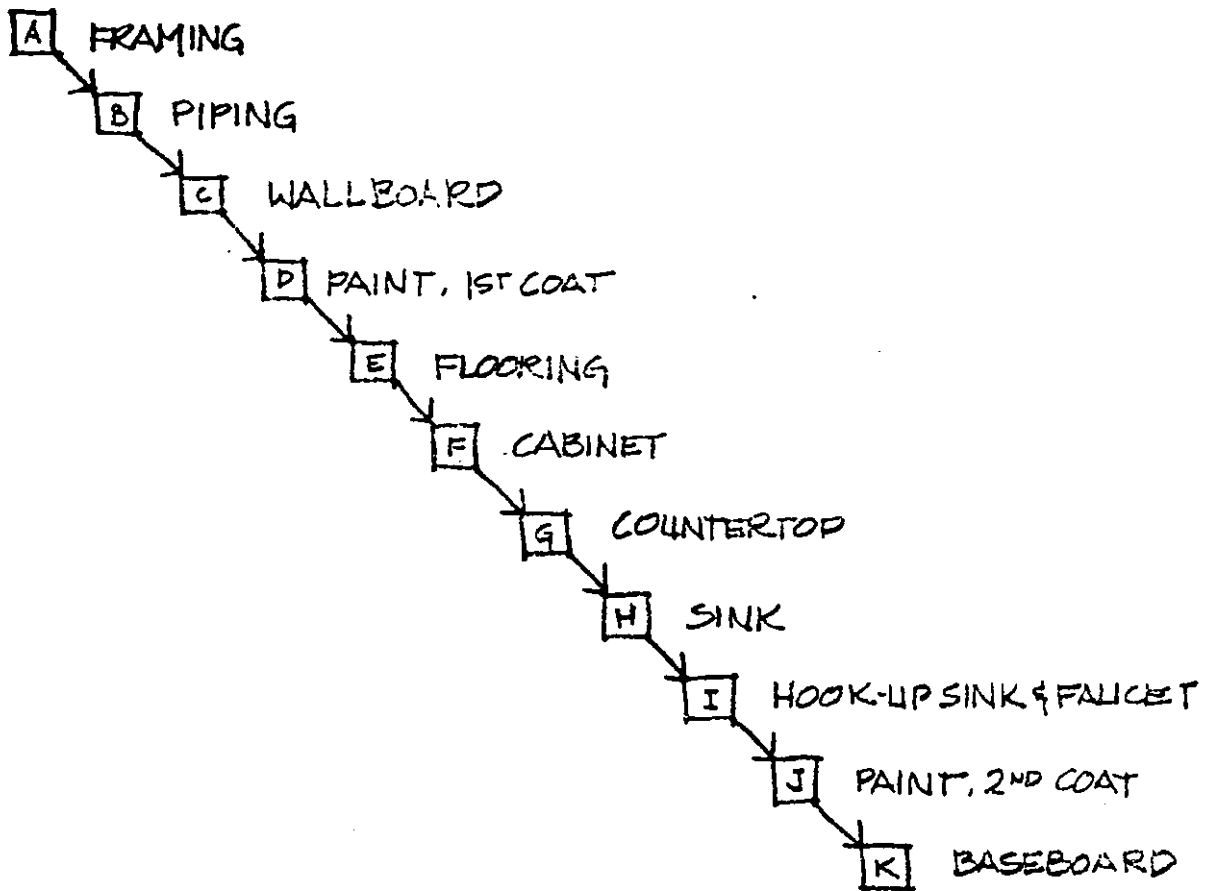 A FRAMING
B PIPING
C WALLBOARD
D PAINT, 1ST COAT
E FLOORING
F CABINET
G COUNTERTOP
H SINK
I HOOK-UP SINK & FAUCET
J PAINT, 2ND COAT
K BASEBOARD